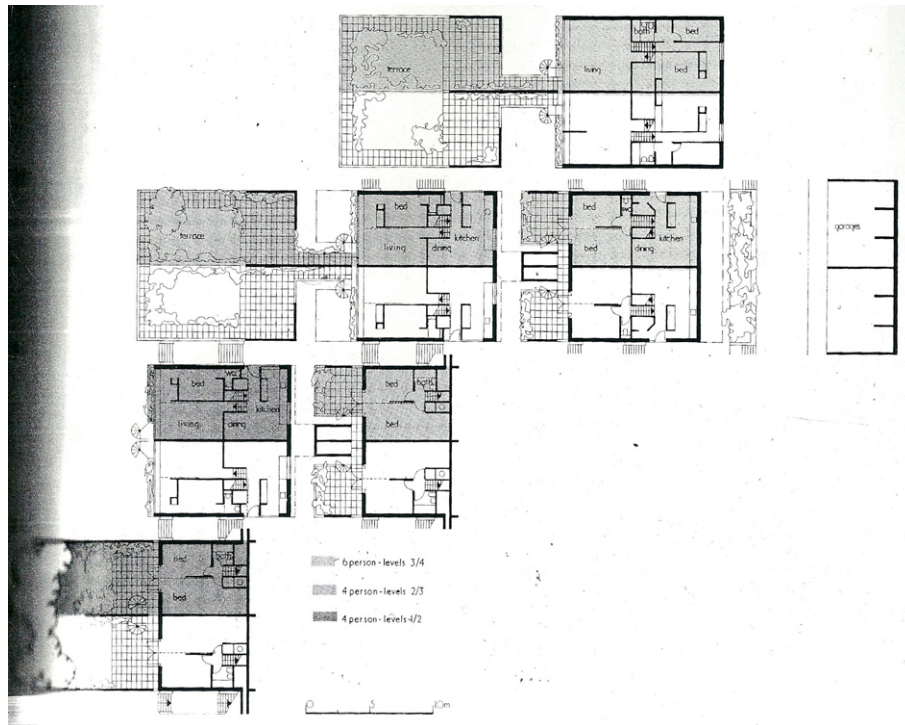 bath
bed
terrace
living
bed
bed
bed
terrace
garages
living
dining
kitchen
bed
dining
kitchen
bed
wc
bed
bath
kitchen
living
dining
bed
bed
bath
6 person - levels 3/4
bed
4 person - levels 2/3
4 person - levels 1/2
0 5 10m